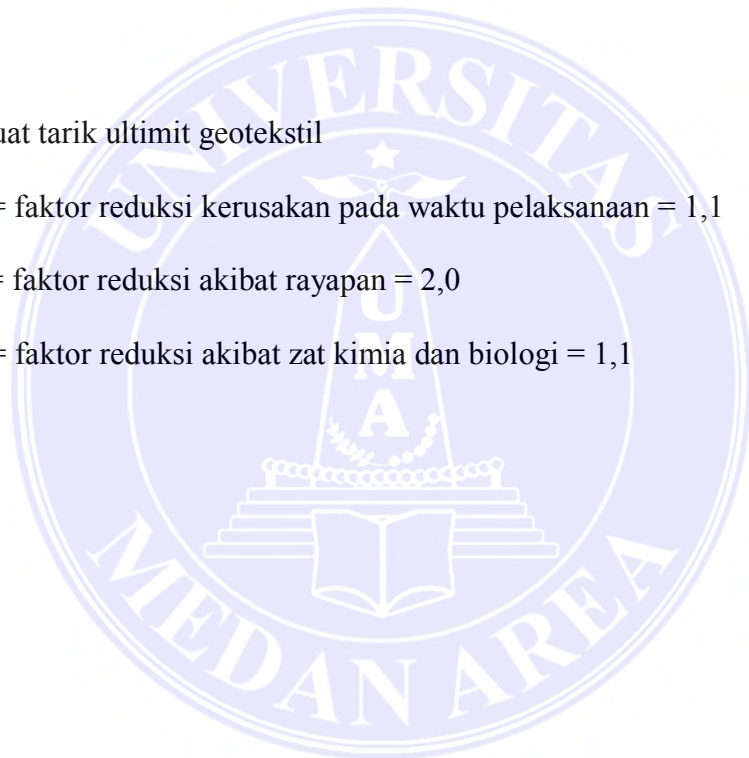 UNIVERSITAS
uat tarik ultimit geotekstil
= faktor reduksi kerusakan pada waktu pelaksanaan = 1,1
= faktor reduksi akibat rayapan = 2,0
= faktor reduksi akibat zat kimia dan biologi = 1,1
U
M
A
MEDAN AREA